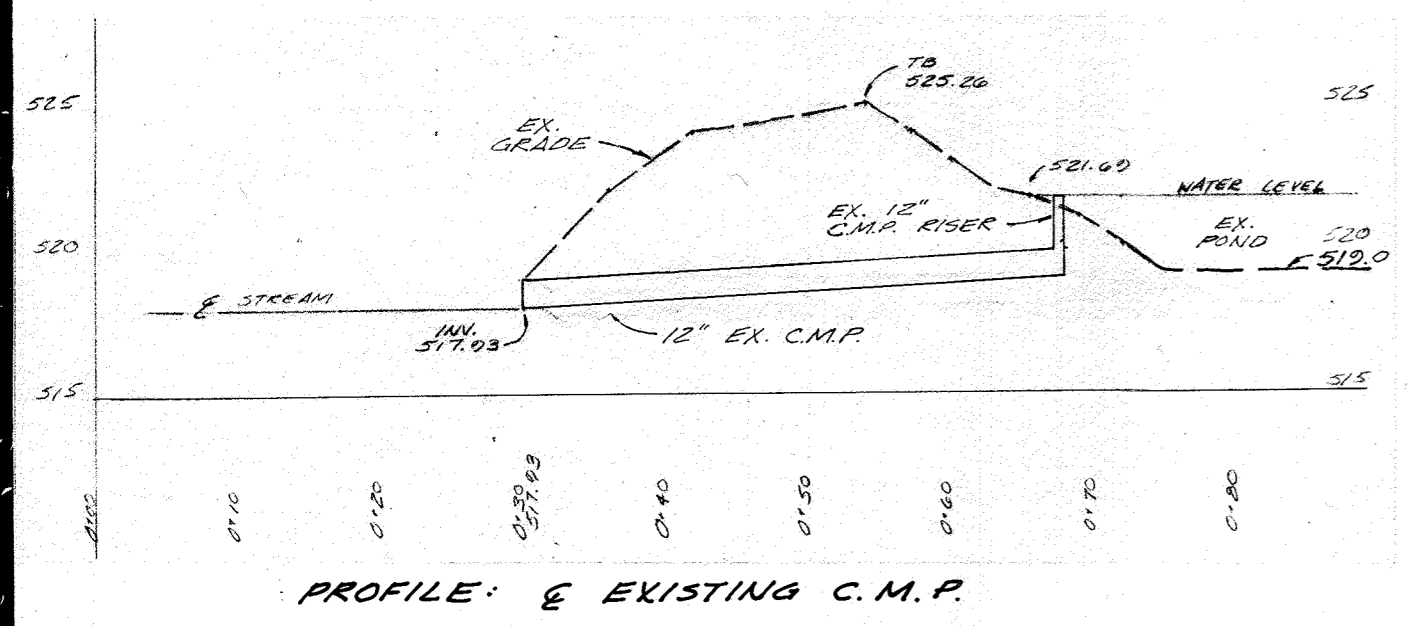 TB
525.26
525
525
EX.
GRADE
521.69
WATER LEVEL
EX. 12"
C.M.P. RISER
EX.
POND
520
520
519.0
℄ STREAM
INV.
517.93
12" EX. C.M.P.
515
515
0+00
0+10
0+20
0+30
517.93
0+40
0+50
0+60
0+70
0+80
PROFILE: ℄ EXISTING C.M.P.